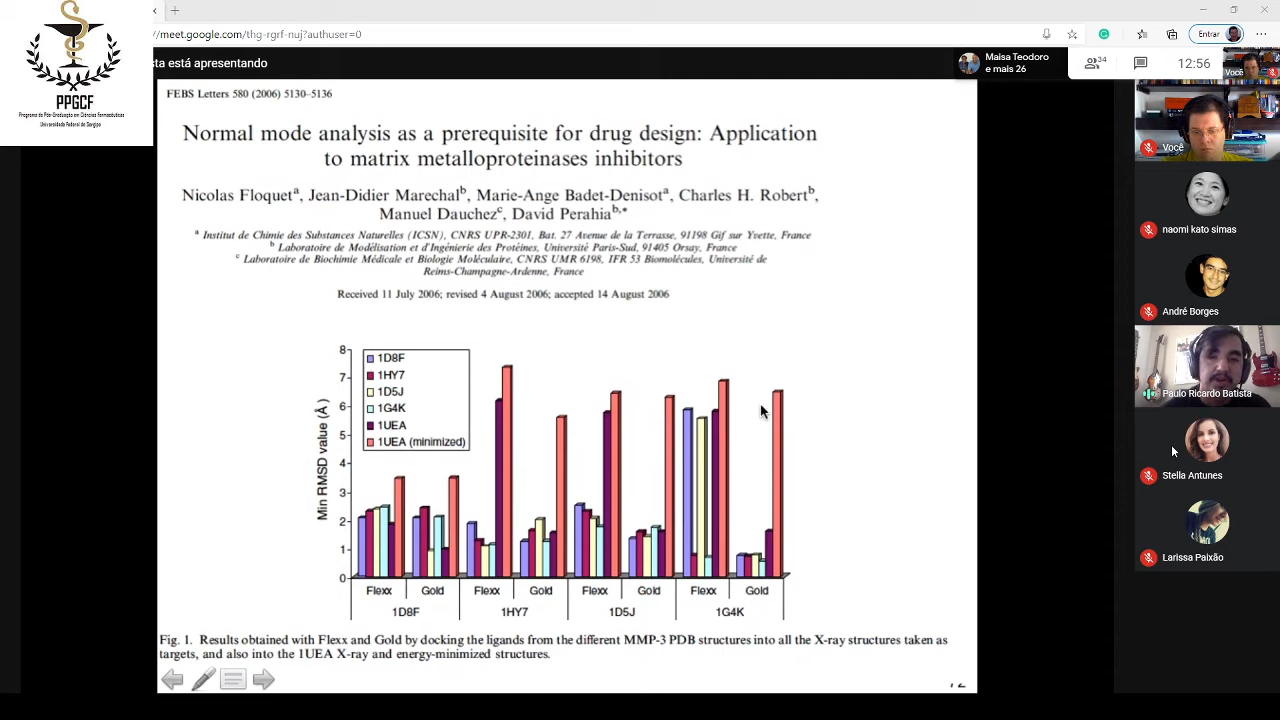 //meet.google.com/thg-rgrf-nuj?authuser=0
Entrar
PPGCF
Programa de Pós-Graduação em Ciências Farmacêuticas
Universidade Federal de Sergipe
sta está apresentando
Maisa Teodoro
e mais 26
34
12:56
Você
Você
naomi kato simas
André Borges
Paulo Ricardo Batista
Stella Antunes
Larissa Paixão
FEBS Letters 580 (2006) 5130–5136
Normal mode analysis as a prerequisite for drug design: Application
to matrix metalloproteinases inhibitors
Nicolas Floquetᵃ, Jean-Didier Marechalᵇ, Marie-Ange Badet-Denisotᵃ, Charles H. Robertᵇ,
Manuel Dauchezᶜ, David Perahiaᵇ,*
ᵃ Institut de Chimie des Substances Naturelles (ICSN), CNRS UPR-2301, Bat. 27 Avenue de la Terrasse, 91198 Gif sur Yvette, France
ᵇ Laboratoire de Modélisation et d'Ingénierie des Protéines, Université Paris-Sud, 91405 Orsay, France
ᶜ Laboratoire de Biochimie Médicale et Biologie Moléculaire, CNRS UMR 6198, IFR 53 Biomolécules, Université de
Reims-Champagne-Ardenne, France
Received 11 July 2006; revised 4 August 2006; accepted 14 August 2006
Min RMSD value (Å)
8
7
6
5
4
3
2
1
0
1D8F
1HY7
1D5J
1G4K
1UEA
1UEA (minimized)
Flexx Gold Flexx Gold Flexx Gold Flexx Gold
1D8F 1HY7 1D5J 1G4K
Fig. 1. Results obtained with Flexx and Gold by docking the ligands from the different MMP-3 PDB structures into all the X-ray structures taken as
targets, and also into the 1UEA X-ray and energy-minimized structures.